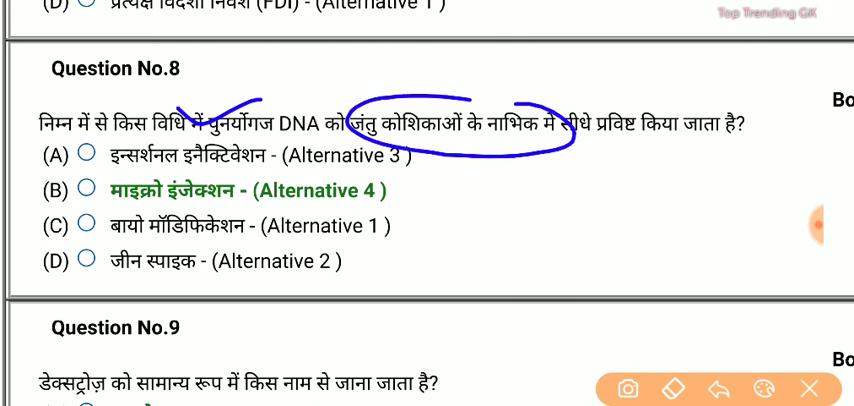 (D) प्रत्यक्ष विदेशी निवेश (FDI) - (Alternative 1 )
Top Trending GK
Question No.8
Bo
निम्न में से किस विधि में पुनर्योगज DNA को जंतु कोशिकाओं के नाभिक में सीधे प्रविष्ट किया जाता है?
(A) इन्सर्शनल इनैक्टिवेशन - (Alternative 3 )
(B) माइक्रो इंजेक्शन - (Alternative 4 )
(C) बायो मॉडिफिकेशन - (Alternative 1 )
(D) जीन स्पाइक - (Alternative 2 )
Question No.9
Bo
डेक्सट्रोज़ को सामान्य रूप में किस नाम से जाना जाता है?